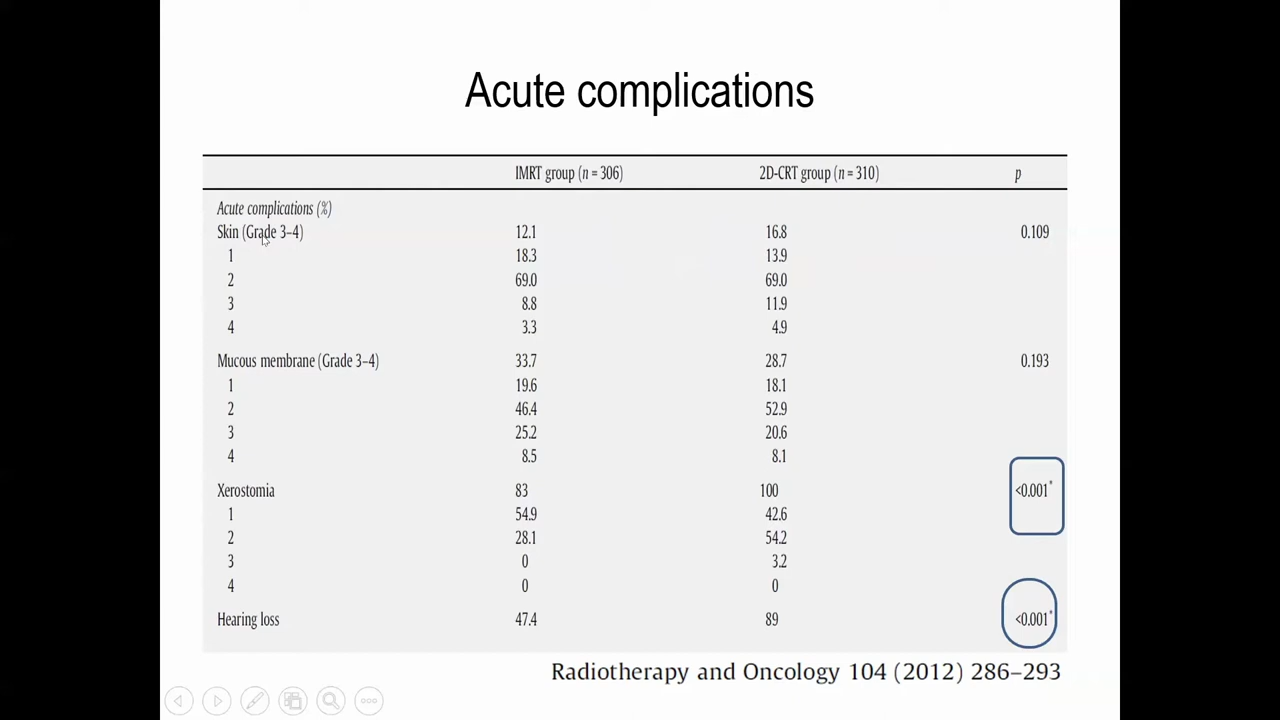 Acute complications
IMRT group (n = 306) 2D-CRT group (n = 310) p
Acute complications (%)
Skin (Grade 3–4) 12.1 16.8 0.109
1 18.3 13.9
2 69.0 69.0
3 8.8 11.9
4 3.3 4.9
Mucous membrane (Grade 3–4) 33.7 28.7 0.193
1 19.6 18.1
2 46.4 52.9
3 25.2 20.6
4 8.5 8.1
Xerostomia 83 100 <0.001*
1 54.9 42.6
2 28.1 54.2
3 0 3.2
4 0 0
Hearing loss 47.4 89 <0.001*
Radiotherapy and Oncology 104 (2012) 286–293